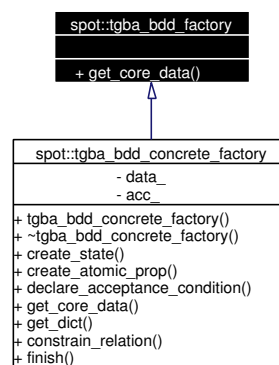 spot::tgba_bdd_factory
+ get_core_data()
spot::tgba_bdd_concrete_factory
- data_
- acc_
+ tgba_bdd_concrete_factory()
+ ~tgba_bdd_concrete_factory()
+ create_state()
+ create_atomic_prop()
+ declare_acceptance_condition()
+ get_core_data()
+ get_dict()
+ constrain_relation()
+ finish()